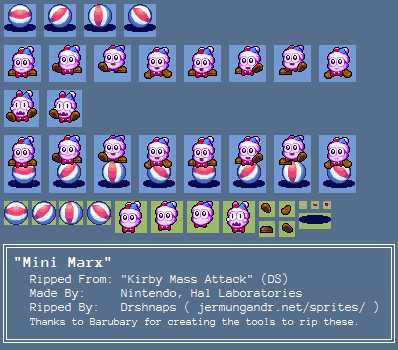 "Mini Marx"
Ripped From: "Kirby Mass Attack" (DS)
Made By: Nintendo, Hal Laboratories
Ripped By: Drshnaps ( jermungandr.net/sprites/ )
Thanks to Barubary for creating the tools to rip these.